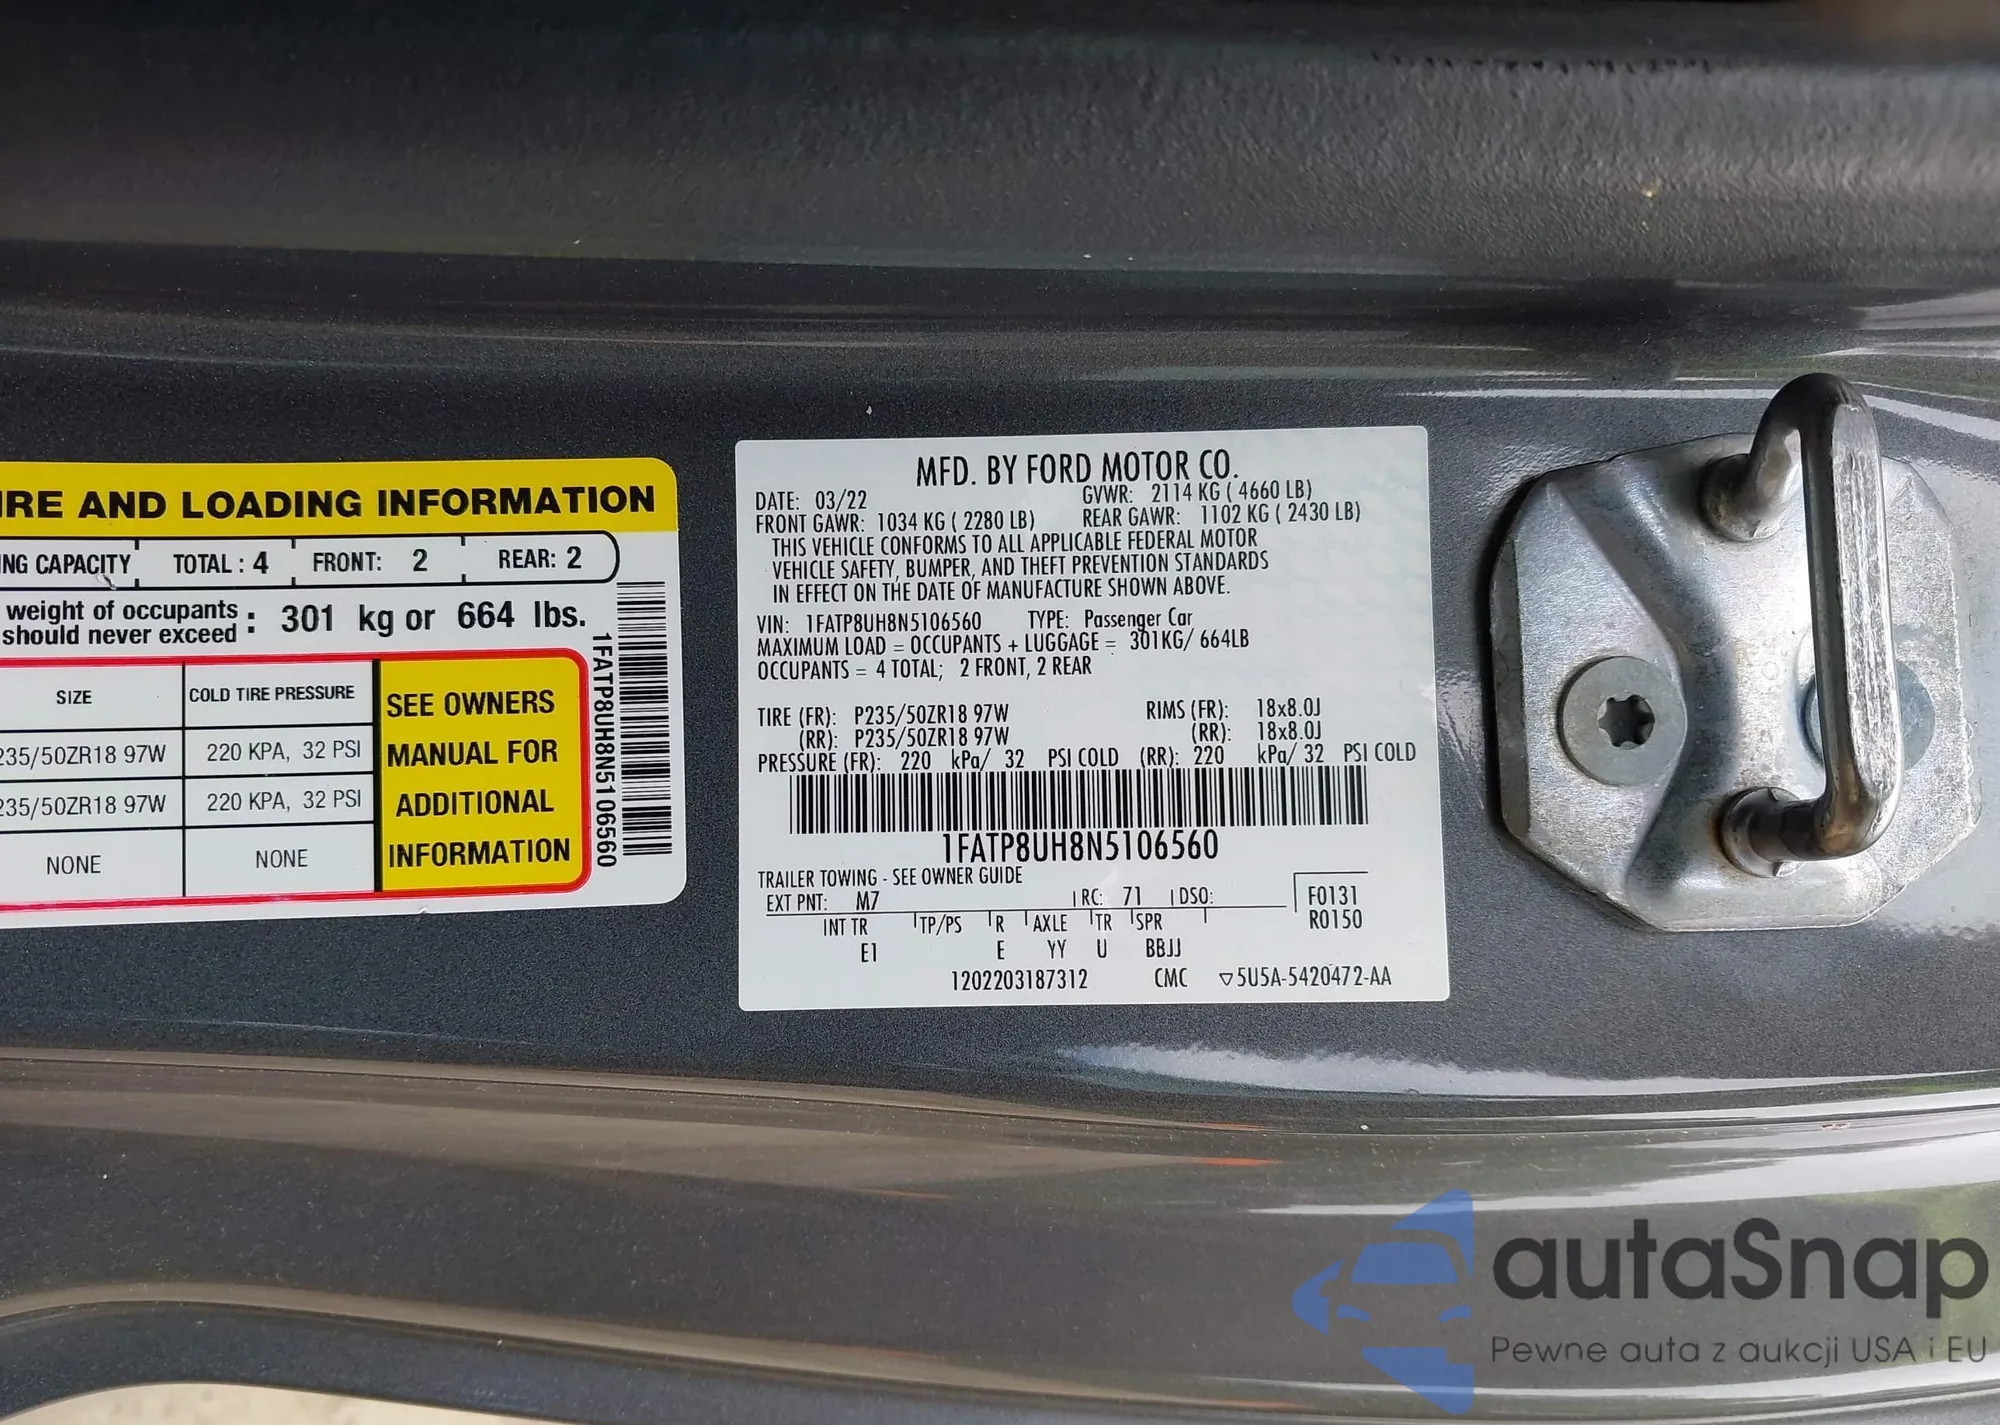 IRE AND LOADING INFORMATION
NG CAPACITY TOTAL : 4 FRONT: 2 REAR: 2
weight of occupants
should never exceed : 301 kg or 664 lbs.
SIZE COLD TIRE PRESSURE
235/50ZR18 97W 220 KPA, 32 PSI
235/50ZR18 97W 220 KPA, 32 PSI
NONE NONE
SEE OWNERS
MANUAL FOR
ADDITIONAL
INFORMATION
1FATP8UH8N5106560
MFD. BY FORD MOTOR CO.
DATE: 03/22 GVWR: 2114 KG ( 4660 LB)
FRONT GAWR: 1034 KG ( 2280 LB) REAR GAWR: 1102 KG ( 2430 LB)
THIS VEHICLE CONFORMS TO ALL APPLICABLE FEDERAL MOTOR
VEHICLE SAFETY, BUMPER, AND THEFT PREVENTION STANDARDS
IN EFFECT ON THE DATE OF MANUFACTURE SHOWN ABOVE.
VIN: 1FATP8UH8N5106560 TYPE: Passenger Car
MAXIMUM LOAD = OCCUPANTS + LUGGAGE = 301KG/ 664LB
OCCUPANTS = 4 TOTAL; 2 FRONT, 2 REAR
TIRE (FR): P235/50ZR18 97W RIMS (FR): 18x8.0J
(RR): P235/50ZR18 97W (RR): 18x8.0J
PRESSURE (FR): 220 kPa/ 32 PSI COLD (RR): 220 kPa/ 32 PSI COLD
1FATP8UH8N5106560
TRAILER TOWING - SEE OWNER GUIDE
EXT PNT: M7 RC: 71 DSO: F0131
INT TR TP/PS R AXLE TR SPR R0150
E1 E YY U BBJJ
1202203187312 CMC ▽5U5A-5420472-AA
autaSnap
Pewne auta z aukcji USA i EU